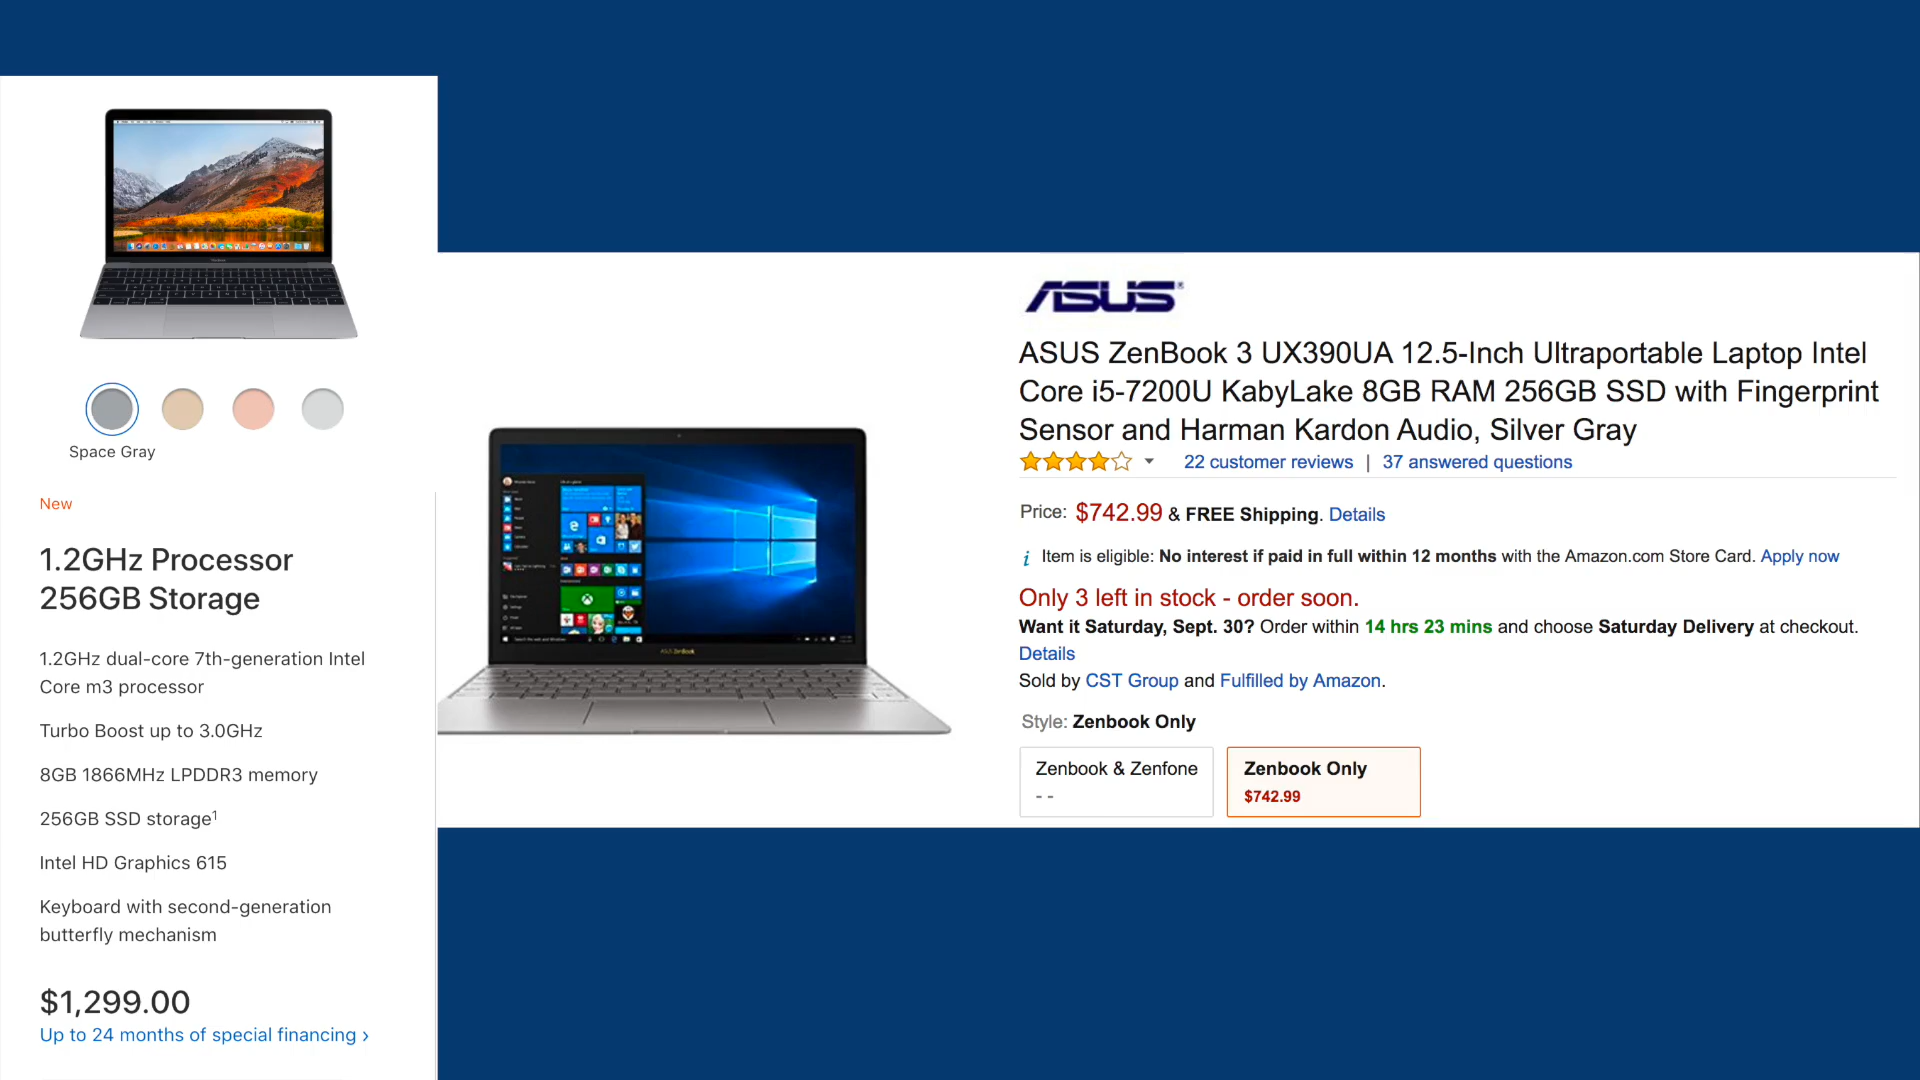 Space Gray
New
1.2GHz Processor
256GB Storage
1.2GHz dual-core 7th-generation Intel
Core m3 processor
Turbo Boost up to 3.0GHz
8GB 1866MHz LPDDR3 memory
256GB SSD storage¹
Intel HD Graphics 615
Keyboard with second-generation
butterfly mechanism
$1,299.00
Up to 24 months of special financing ›
ASUS ZenBook
ASUS
ASUS ZenBook 3 UX390UA 12.5-Inch Ultraportable Laptop Intel
Core i5-7200U KabyLake 8GB RAM 256GB SSD with Fingerprint
Sensor and Harman Kardon Audio, Silver Gray
22 customer reviews | 37 answered questions
Price: $742.99 & FREE Shipping. Details
i Item is eligible: No interest if paid in full within 12 months with the Amazon.com Store Card. Apply now
Only 3 left in stock - order soon.
Want it Saturday, Sept. 30? Order within 14 hrs 23 mins and choose Saturday Delivery at checkout.
Details
Sold by CST Group and Fulfilled by Amazon.
Style: Zenbook Only
Zenbook & Zenfone
- -
Zenbook Only
$742.99